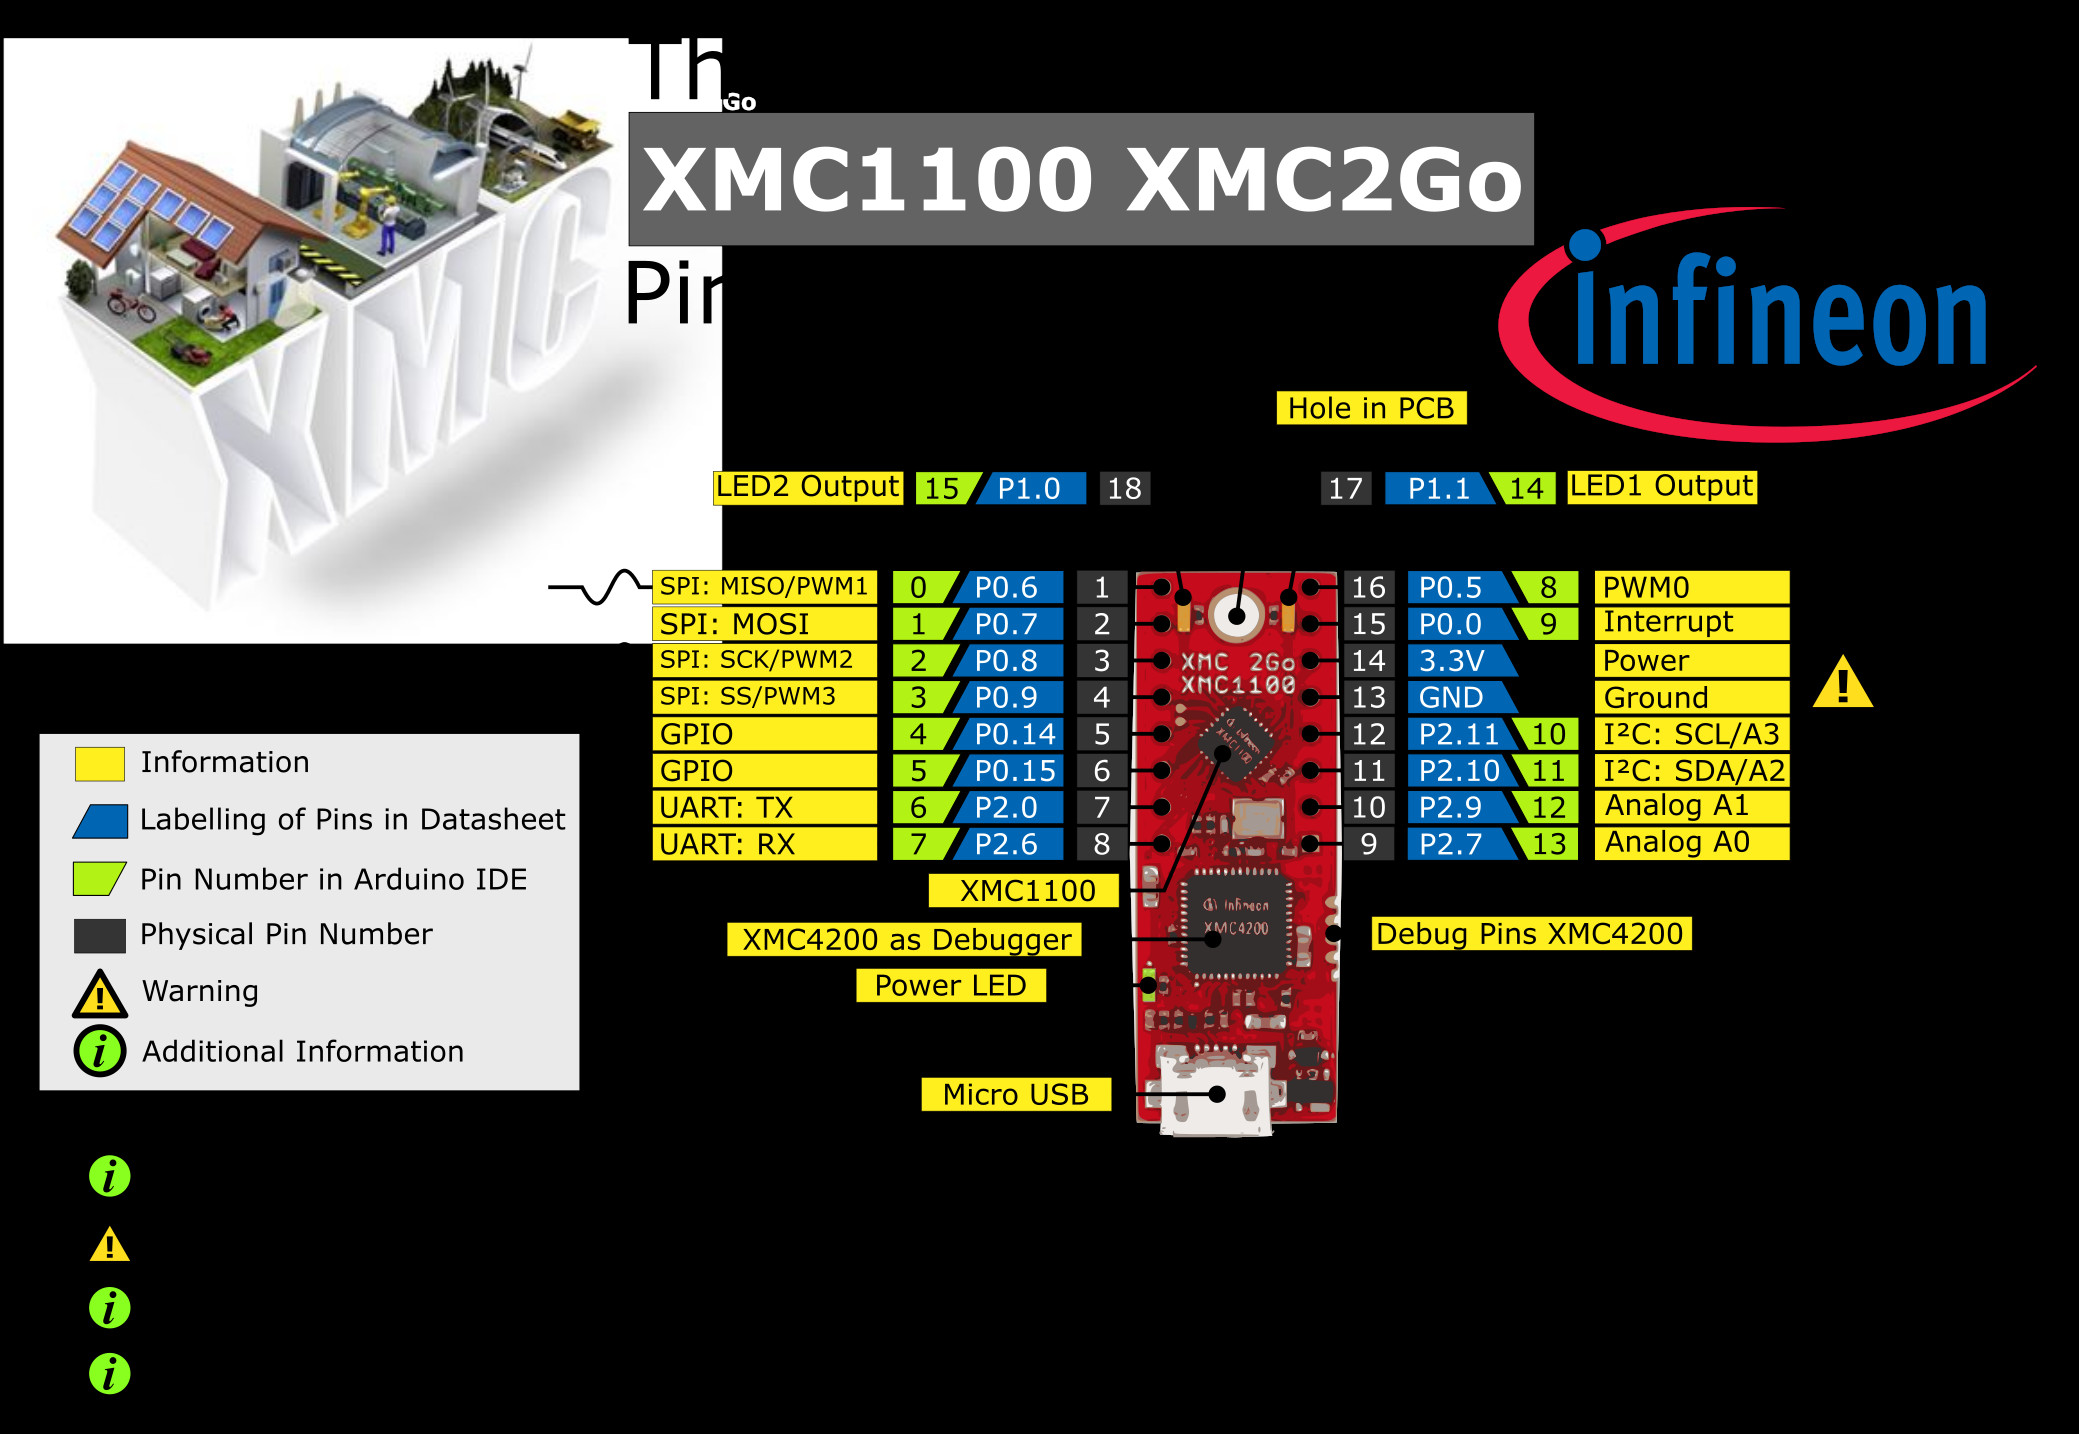 Th
Go
XMC1100 XMC2Go
Pin
infineon
XMC
Hole in PCB
LED2 Output 15 P1.0 18 17 P1.1 14 LED1 Output
SPI: MISO/PWM1 0 P0.6 1 16 P0.5 8 PWM0
SPI: MOSI 1 P0.7 2 15 P0.0 9 Interrupt
SPI: SCK/PWM2 2 P0.8 3 14 3.3V Power
SPI: SS/PWM3 3 P0.9 4 13 GND Ground
GPIO 4 P0.14 5 12 P2.11 10 I²C: SCL/A3
GPIO 5 P0.15 6 11 P2.10 11 I²C: SDA/A2
UART: TX 6 P2.0 7 10 P2.9 12 Analog A1
UART: RX 7 P2.6 8 9 P2.7 13 Analog A0
XMC 2Go
XMC1100
Infineon
XMC1100
Infineon
XMC4200
XMC1100
XMC4200 as Debugger
Debug Pins XMC4200
Power LED
Micro USB
Information
Labelling of Pins in Datasheet
Pin Number in Arduino IDE
Physical Pin Number
! Warning
i Additional Information
!
i
!
i
i